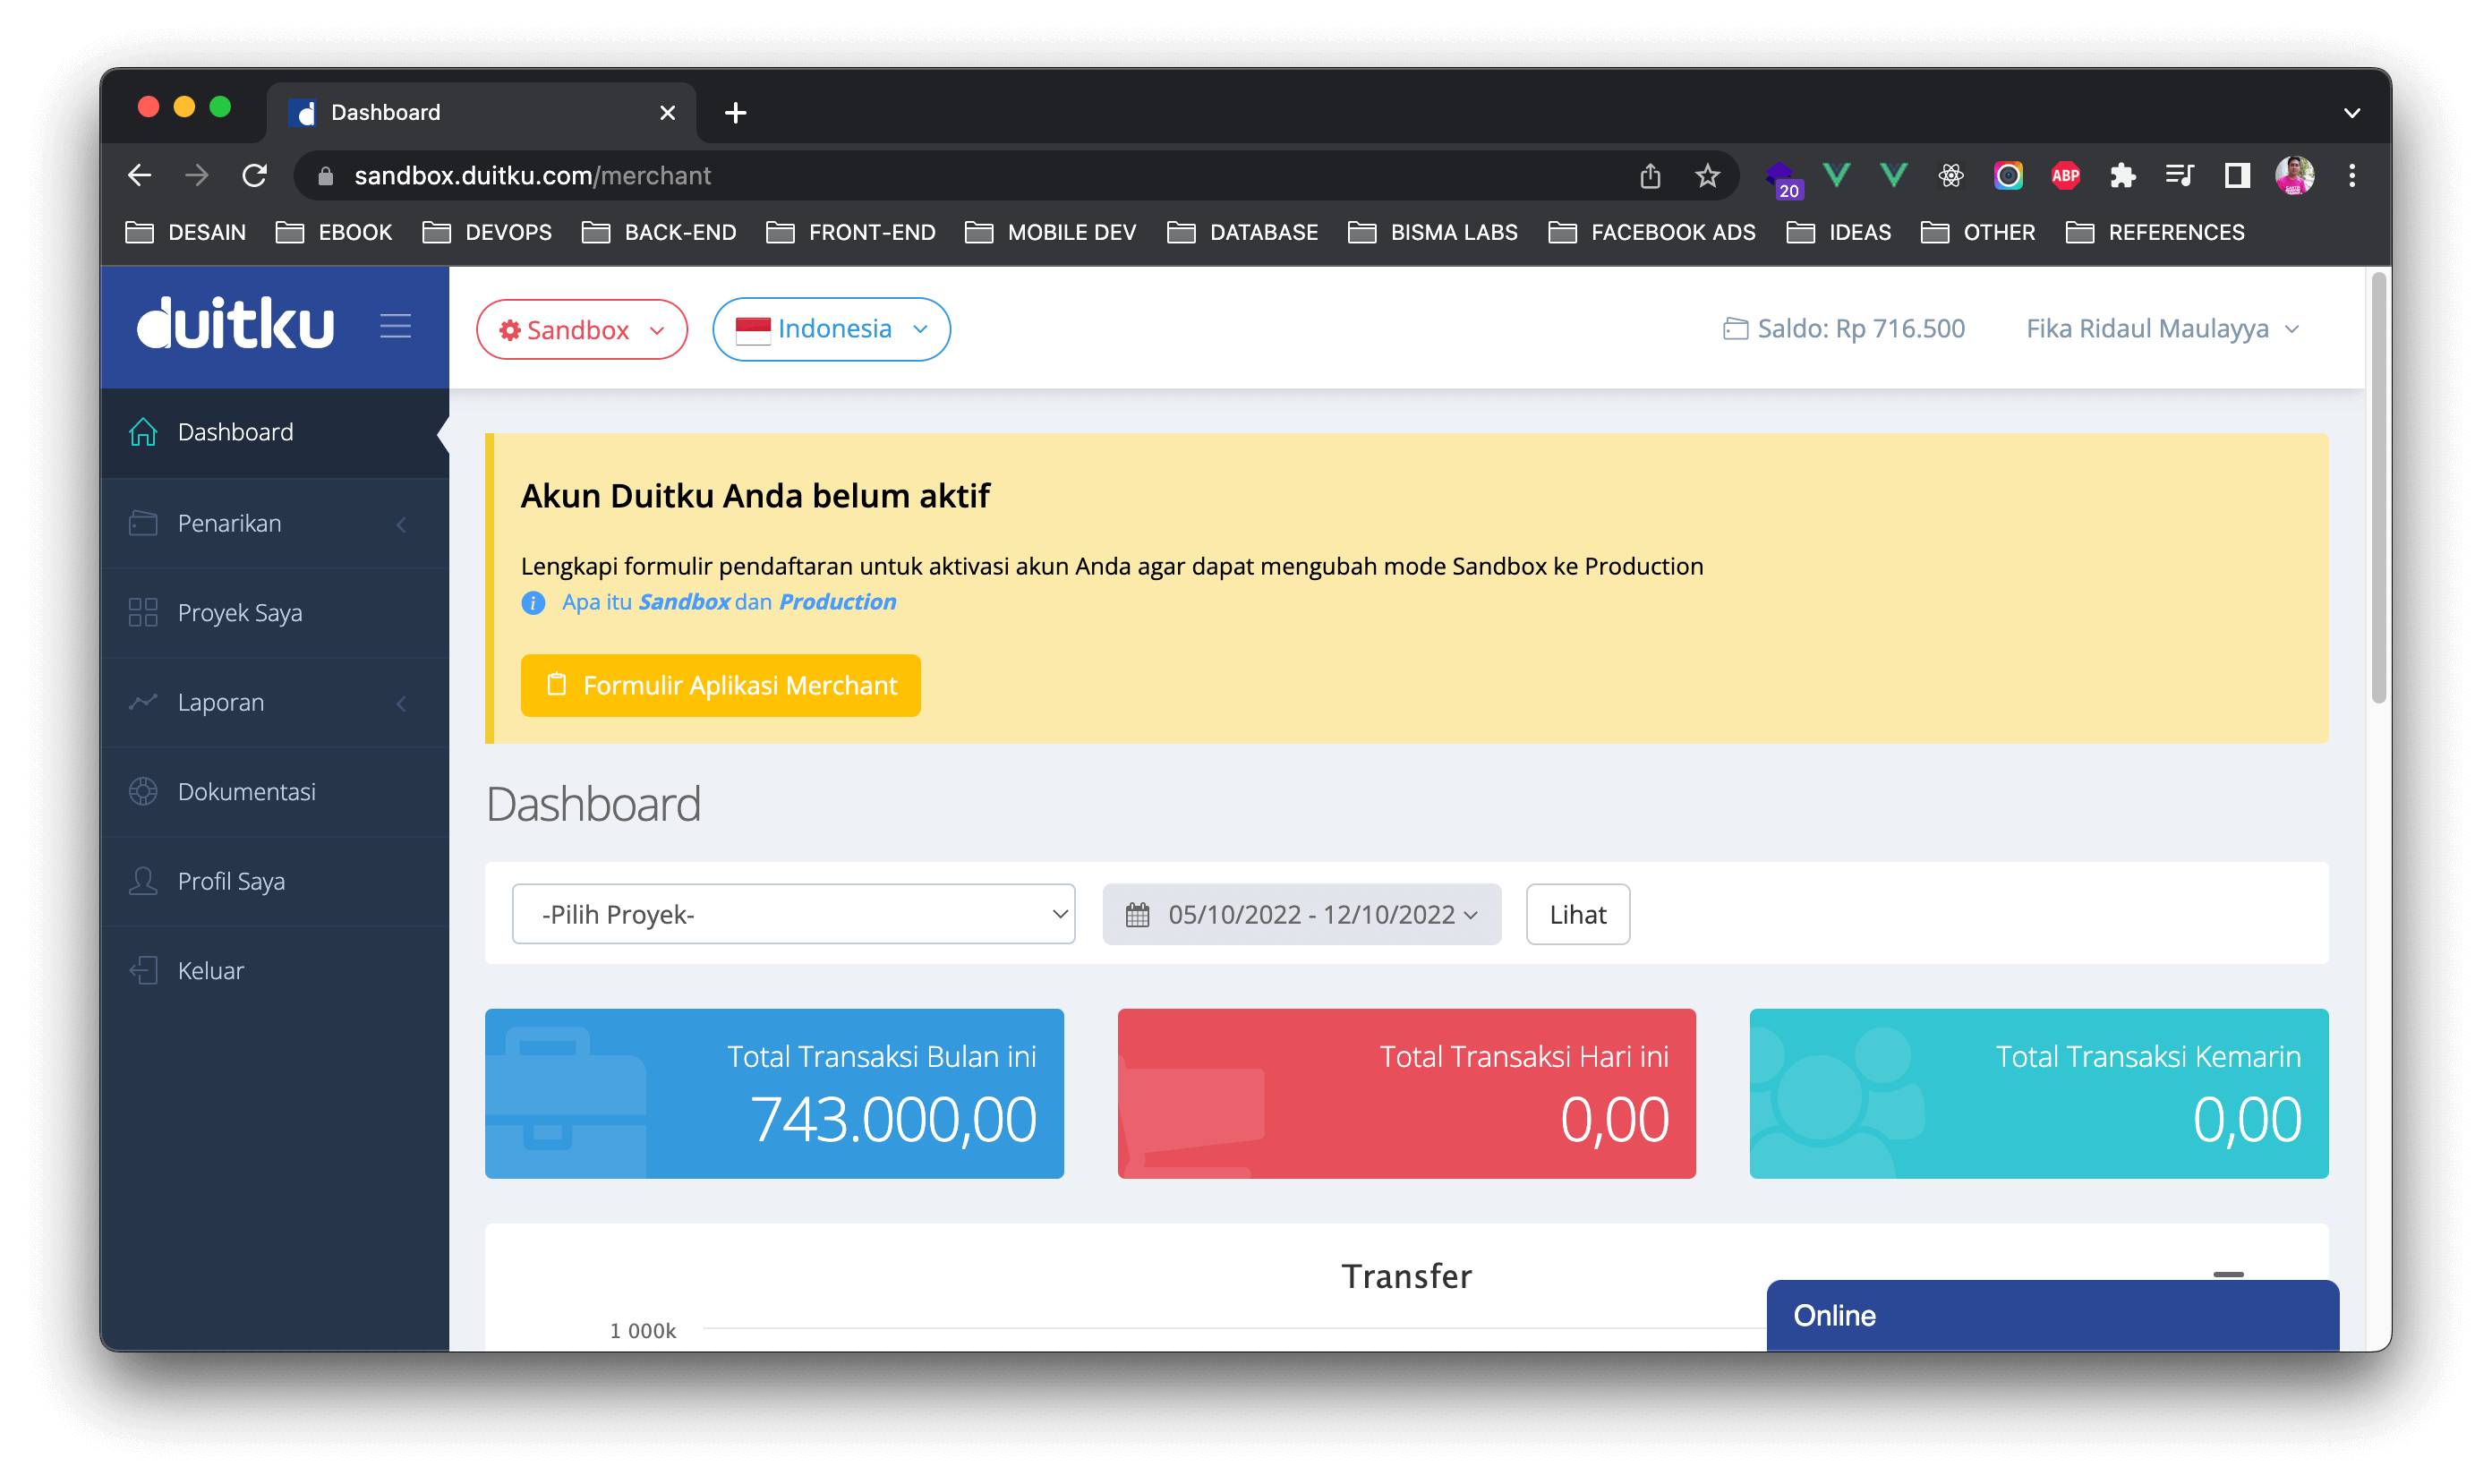 Dashboard
sandbox.duitku.com/merchant
20
ABP
DESAIN EBOOK DEVOPS BACK-END FRONT-END MOBILE DEV DATABASE BISMA LABS FACEBOOK ADS IDEAS OTHER REFERENCES
duitku
Sandbox
Indonesia
Saldo: Rp 716.500
Fika Ridaul Maulayya
Dashboard
Penarikan
Proyek Saya
Laporan
Dokumentasi
Profil Saya
Keluar
Akun Duitku Anda belum aktif
Lengkapi formulir pendaftaran untuk aktivasi akun Anda agar dapat mengubah mode Sandbox ke Production
Apa itu Sandbox dan Production
Formulir Aplikasi Merchant
Dashboard
-Pilih Proyek-
05/10/2022 - 12/10/2022
Lihat
Total Transaksi Bulan ini
743.000,00
Total Transaksi Hari ini
0,00
Total Transaksi Kemarin
0,00
Transfer
1 000k
Online